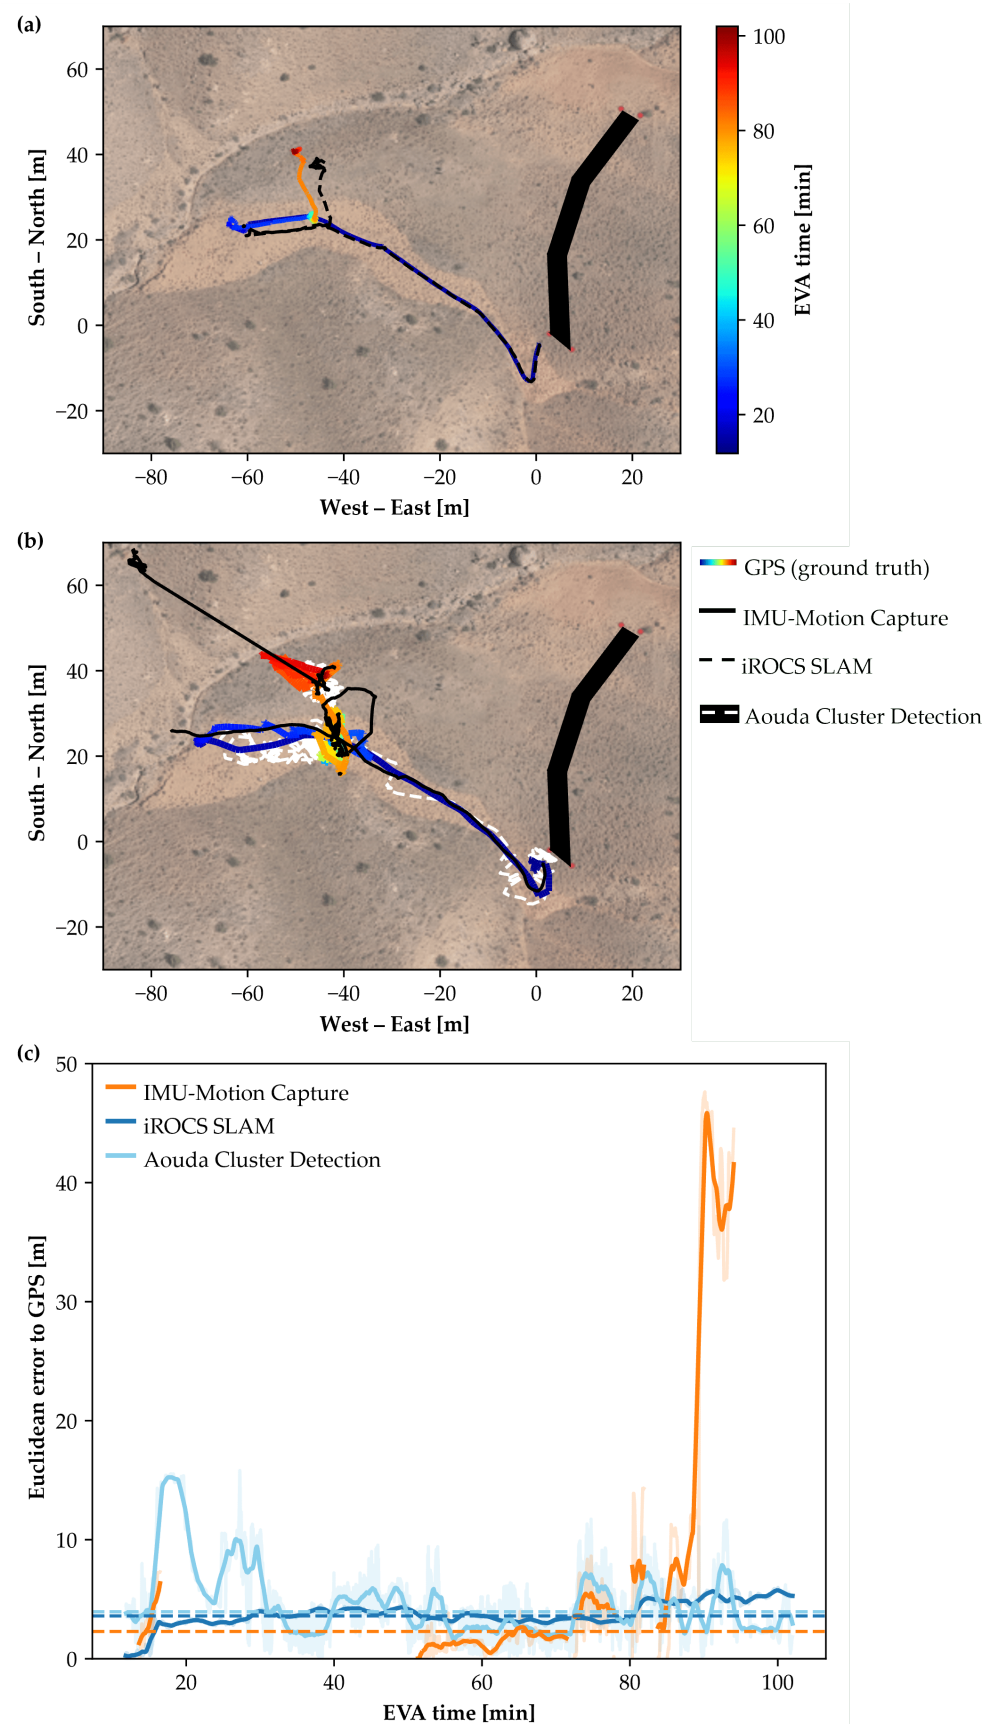 (a)
60
40
20
0
−20
South – North [m]
−80
−60
−40
−20
0
20
West – East [m]
100
80
60
40
20
EVA time [min]
(b)
60
40
20
0
−20
South – North [m]
−80
−60
−40
−20
0
20
West – East [m]
GPS (ground truth)
IMU-Motion Capture
iROCS SLAM
Aouda Cluster Detection
(c)
50
40
30
20
10
0
Euclidean error to GPS [m]
IMU-Motion Capture
iROCS SLAM
Aouda Cluster Detection
20
40
60
80
100
EVA time [min]